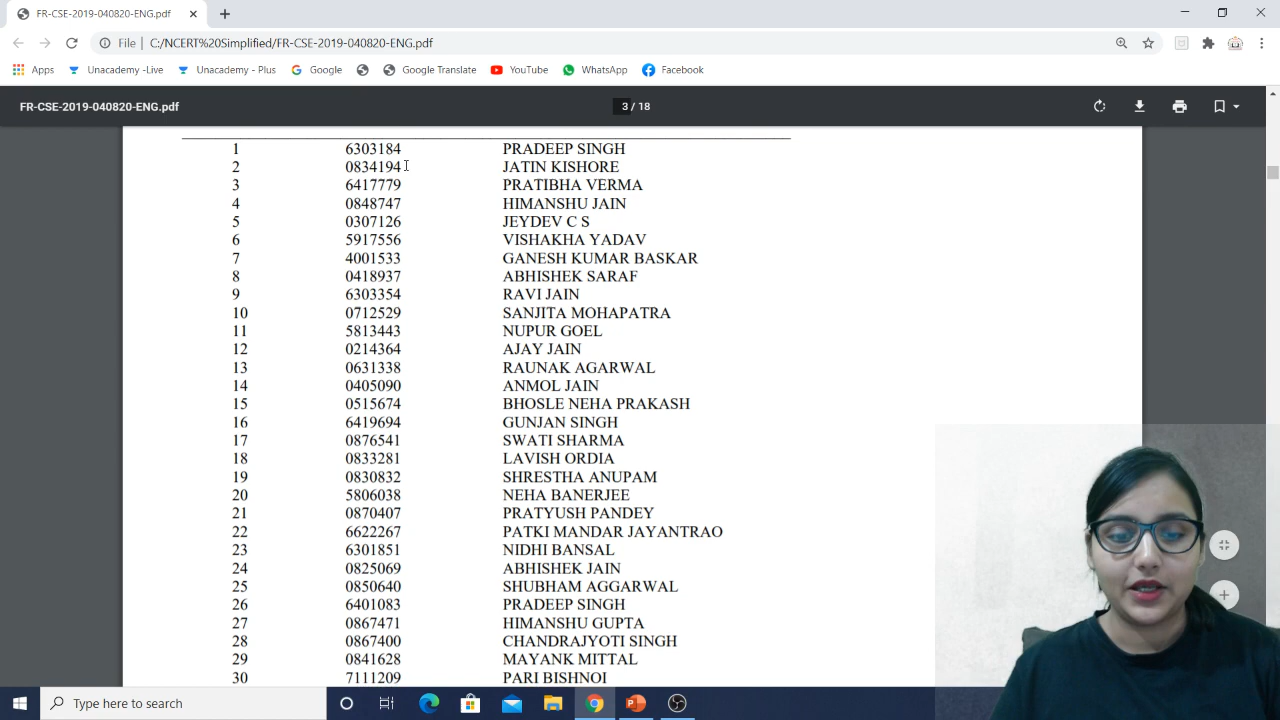 FR-CSE-2019-040820-ENG.pdf
File | C:/NCERT%20Simplified/FR-CSE-2019-040820-ENG.pdf
Apps Unacademy -Live Unacademy - Plus Google Google Translate YouTube WhatsApp Facebook
FR-CSE-2019-040820-ENG.pdf 3 / 18
1 6303184 PRADEEP SINGH
2 0834194 JATIN KISHORE
3 6417779 PRATIBHA VERMA
4 0848747 HIMANSHU JAIN
5 0307126 JEYDEV C S
6 5917556 VISHAKHA YADAV
7 4001533 GANESH KUMAR BASKAR
8 0418937 ABHISHEK SARAF
9 6303354 RAVI JAIN
10 0712529 SANJITA MOHAPATRA
11 5813443 NUPUR GOEL
12 0214364 AJAY JAIN
13 0631338 RAUNAK AGARWAL
14 0405090 ANMOL JAIN
15 0515674 BHOSLE NEHA PRAKASH
16 6419694 GUNJAN SINGH
17 0876541 SWATI SHARMA
18 0833281 LAVISH ORDIA
19 0830832 SHRESTHA ANUPAM
20 5806038 NEHA BANERJEE
21 0870407 PRATYUSH PANDEY
22 6622267 PATKI MANDAR JAYANTRAO
23 6301851 NIDHI BANSAL
24 0825069 ABHISHEK JAIN
25 0850640 SHUBHAM AGGARWAL
26 6401083 PRADEEP SINGH
27 0867471 HIMANSHU GUPTA
28 0867400 CHANDRAJYOTI SINGH
29 0841628 MAYANK MITTAL
30 7111209 PARI BISHNOI
Type here to search